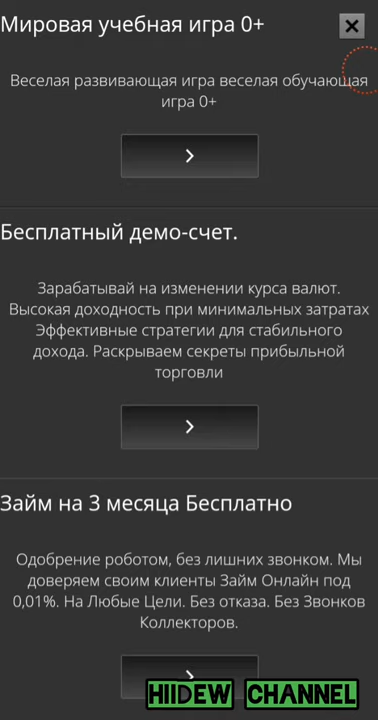 Мировая учебная игра 0+
Веселая развивающая игра веселая обучающая
игра 0+
Бесплатный демо-счет.
Зарабатывай на изменении курса валют.
Высокая доходность при минимальных затратах
Эффективные стратегии для стабильного
дохода. Раскрываем секреты прибыльной
торговли
Займ на 3 месяца Бесплатно
Одобрение роботом, без лишних звонком. Мы
доверяем своим клиенты Займ Онлайн под
0,01%. На Любые Цели. Без отказа. Без Звонков
Коллекторов.
HIIDEW CHANNEL